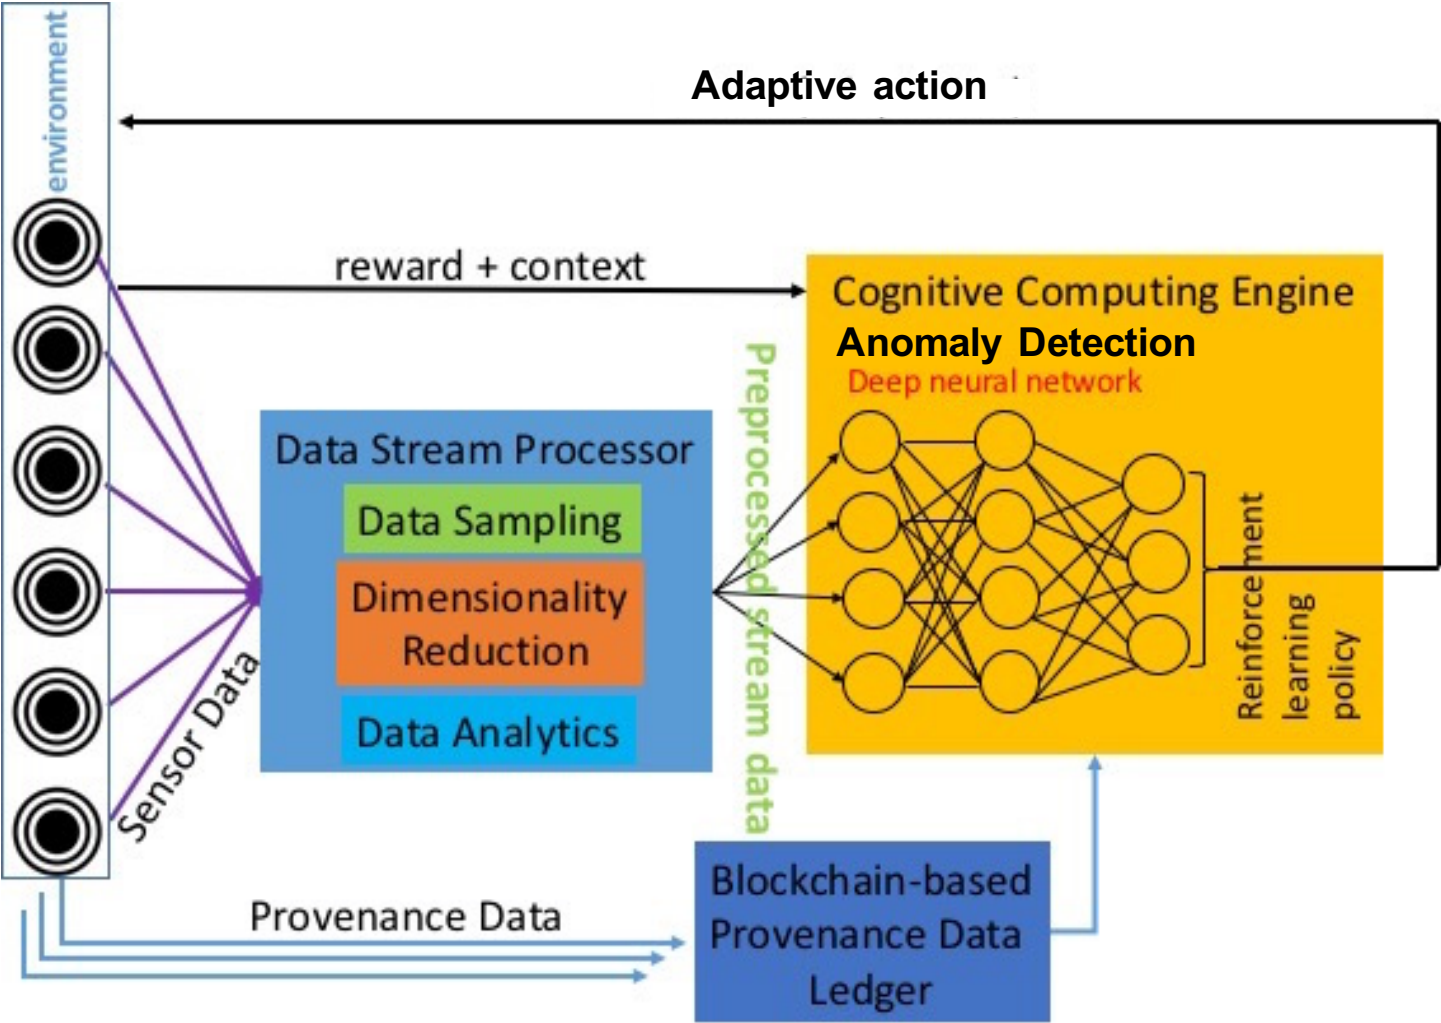 environment
Adaptive action
reward + context
Cognitive Computing Engine
Anomaly Detection
Deep neural network
Preprocessed stream data
Data Stream Processor
Data Sampling
Dimensionality
Reduction
Data Analytics
Sensor Data
Reinforcement
learning
policy
Provenance Data
Blockchain-based
Provenance Data
Ledger